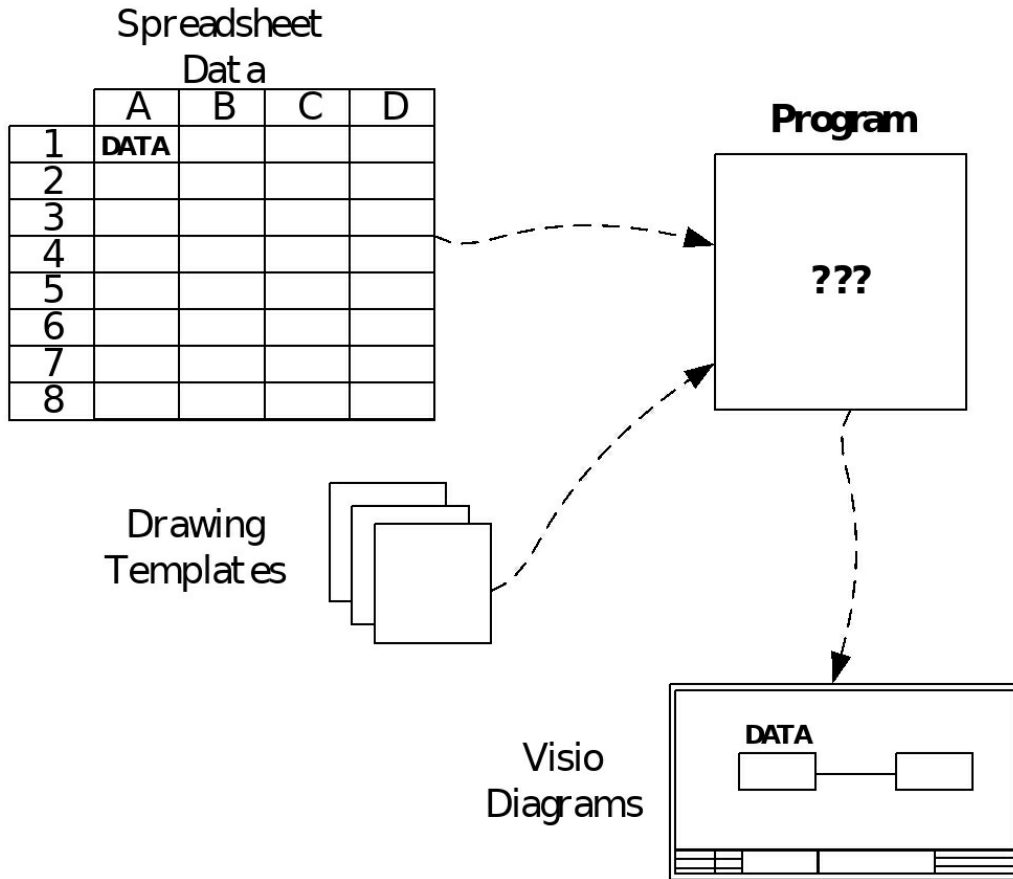 Spreadsheet
Data
A B C D
1 DATA
2
3
4
5
6
7
8
Program
???
Drawing
Templates
Visio
Diagrams
DATA